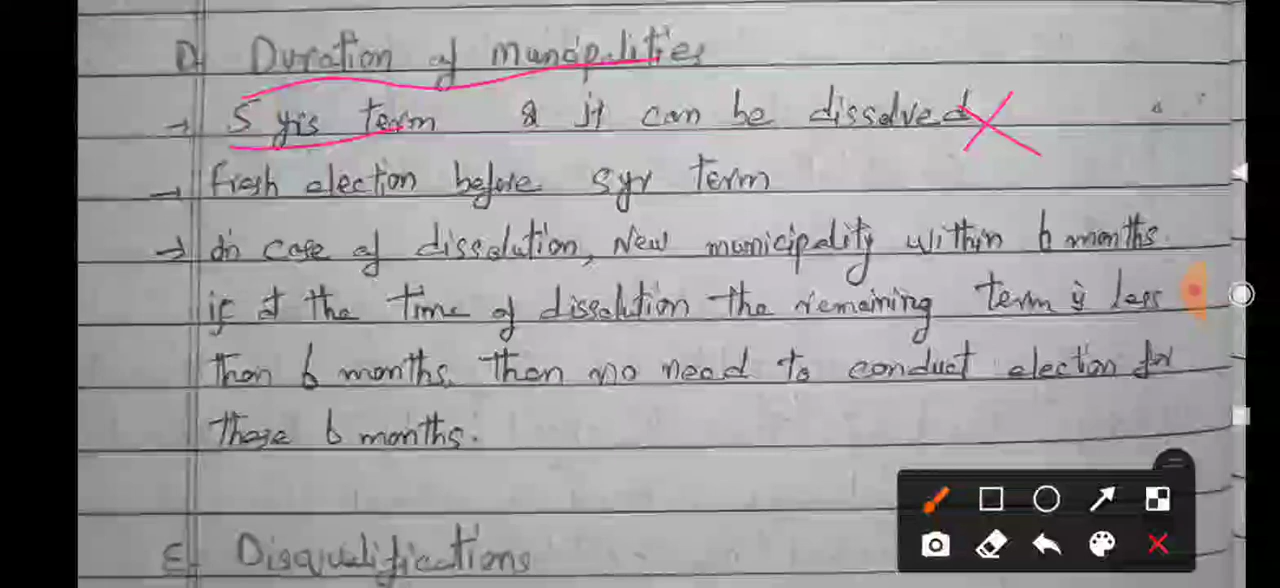 D) Duration of muncipalities
→ 5 yrs term & it can be dissolved
→ fresh election before 5yr term
→ In case of dissolution, New municipality within 6 months.
if at the time of dissolution the remaining term is less
than 6 months, then no need to conduct election for
those 6 months.
E) Disqualifications